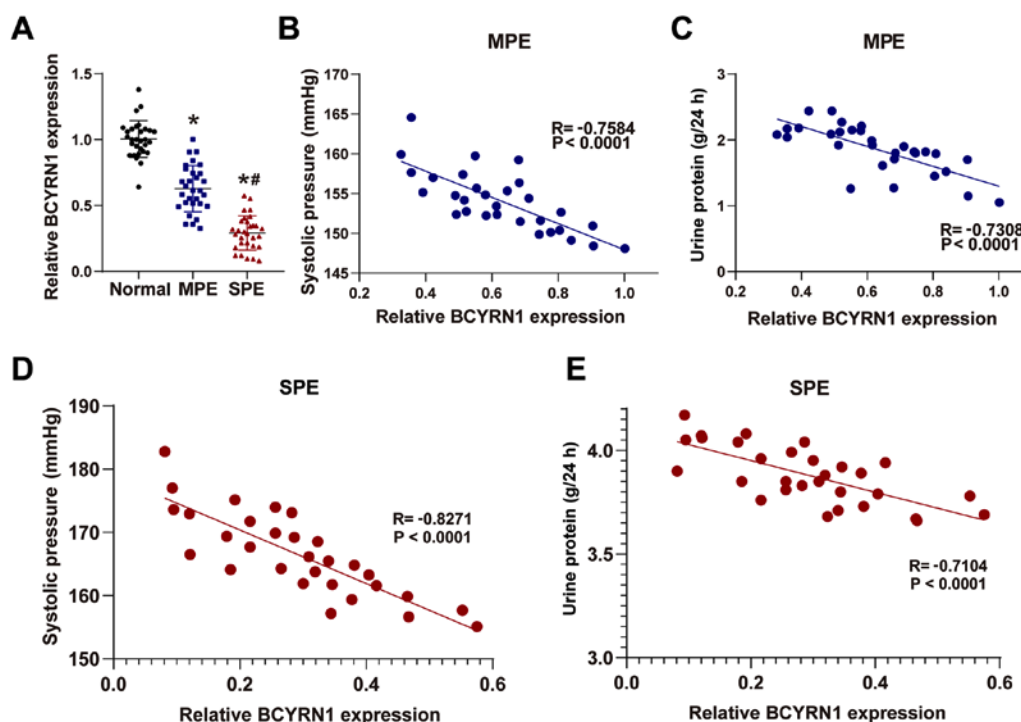 A
Relative BCYRN1 expression
1.5
1.0
0.5
0.0
*
*#
Normal MPE SPE
B
MPE
Systolic pressure (mmHg)
170
165
160
155
150
145
R= -0.7584
P < 0.0001
0.2 0.4 0.6 0.8 1.0
Relative BCYRN1 expression
C
MPE
Urine protein (g/24 h)
3
2
1
0
R= -0.7308
P < 0.0001
0.2 0.4 0.6 0.8 1.0
Relative BCYRN1 expression
D
SPE
Systolic pressure (mmHg)
190
180
170
160
150
R= -0.8271
P < 0.0001
0.0 0.2 0.4 0.6
Relative BCYRN1 expression
E
SPE
Urine protein (g/24 h)
4.0
3.5
3.0
R= -0.7104
P < 0.0001
0.0 0.2 0.4 0.6
Relative BCYRN1 expression